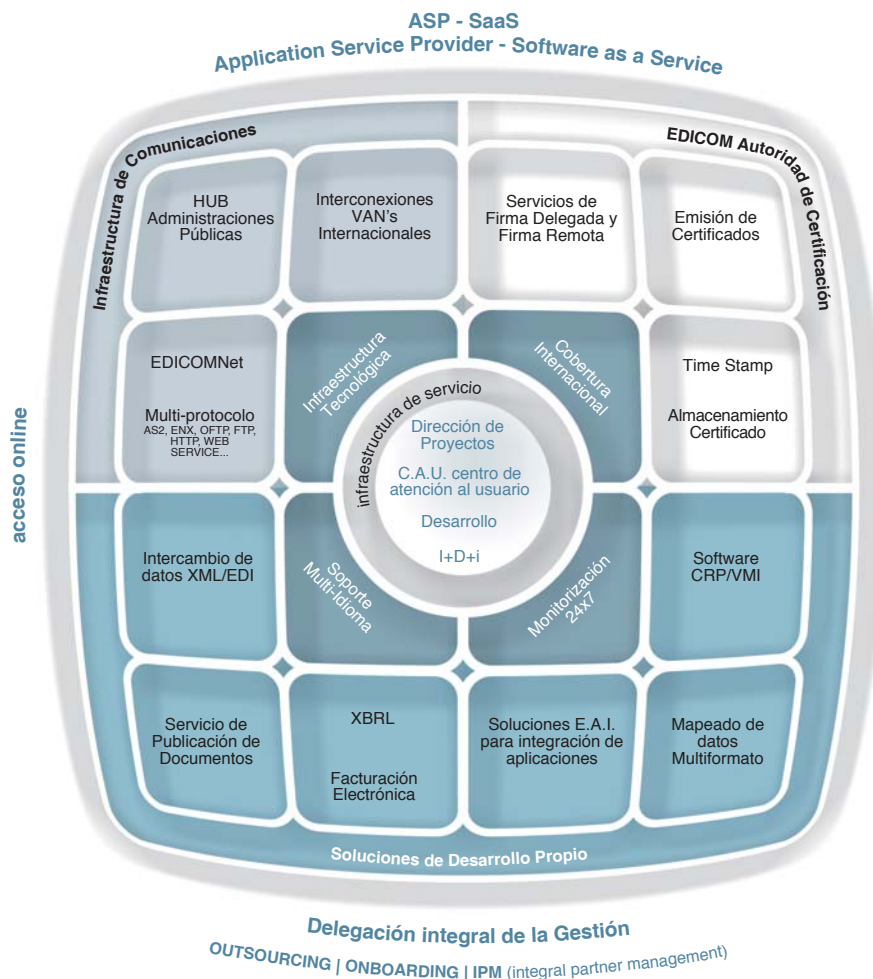 ASP - SaaS
Application Service Provider - Software as a Service
Infraestructura de Comunicaciones
EDICOM Autoridad de Certificación
HUB
Administraciones
Públicas
Interconexiones
VAN's
Internacionales
Servicios de
Firma Delegada y
Firma Remota
Emisión de
Certificados
EDICOMNet
Multi-protocolo
AS2, ENX, OFTP, FTP,
HTTP, WEB
SERVICE...
Infraestructura
Tecnológica
Cobertura
Internacional
Time Stamp
Almacenamiento
Certificado
infraestructura de servicio
Dirección de
Proyectos
C.A.U. centro de
atención al usuario
Desarrollo
I+D+i
acceso online
Intercambio de
datos XML/EDI
Soporte
Multi-Idioma
Monitorización
24x7
Software
CRP/VMI
Servicio de
Publicación de
Documentos
XBRL
Facturación
Electrónica
Soluciones E.A.I.
para integración de
aplicaciones
Mapeado de
datos
Multiformato
Soluciones de Desarrollo Propio
Delegación integral de la Gestión
OUTSOURCING | ONBOARDING | IPM (integral partner management)